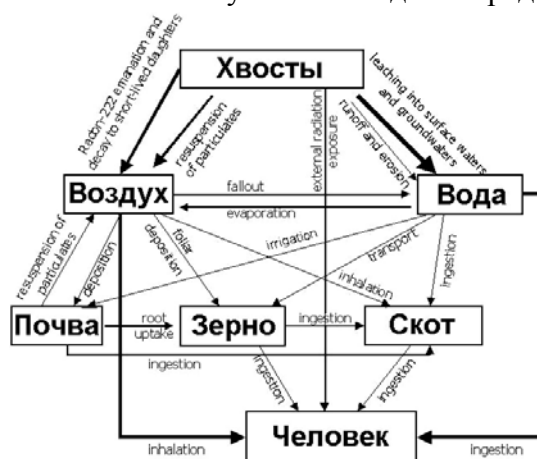 Хвосты
Radon-222 emanation and
decay to short-lived daughters
resuspension
of particulates
external radiation
exposure
runoff and erosion
leaching into surface waters
and groundwaters
Воздух
fallout
evaporation
Вода
resuspension of
particulates
deposition
foliar
deposition
irrigation
inhalation
transport
ingestion
Почва
root
uptake
Зерно
ingestion
Скот
ingestion
ingestion
ingestion
inhalation
Человек
ingestion